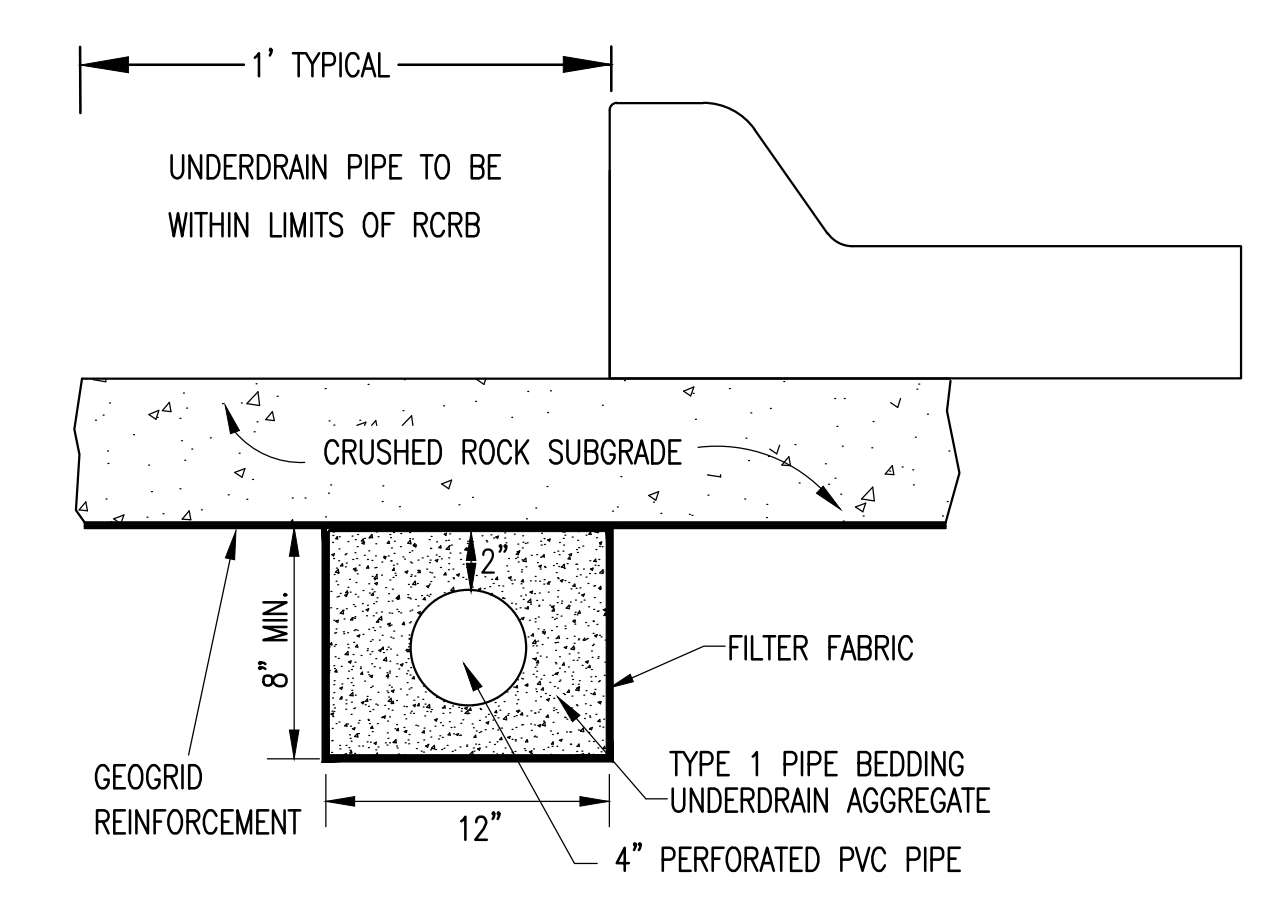 1' TYPICAL
UNDERDRAIN PIPE TO BE
WITHIN LIMITS OF RCRB
CRUSHED ROCK SUBGRADE
2"
8" MIN.
FILTER FABRIC
GEOGRID
REINFORCEMENT
TYPE 1 PIPE BEDDING
UNDERDRAIN AGGREGATE
12"
4" PERFORATED PVC PIPE